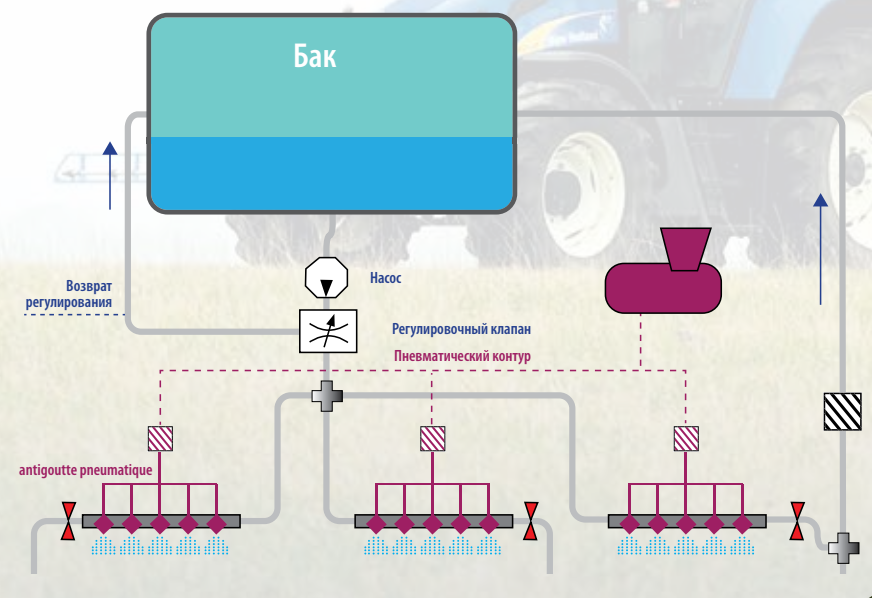 Бак
Насос
Возврат
регулирования
Регулировочный клапан
Пневматический контур
antigoutte pneumatique